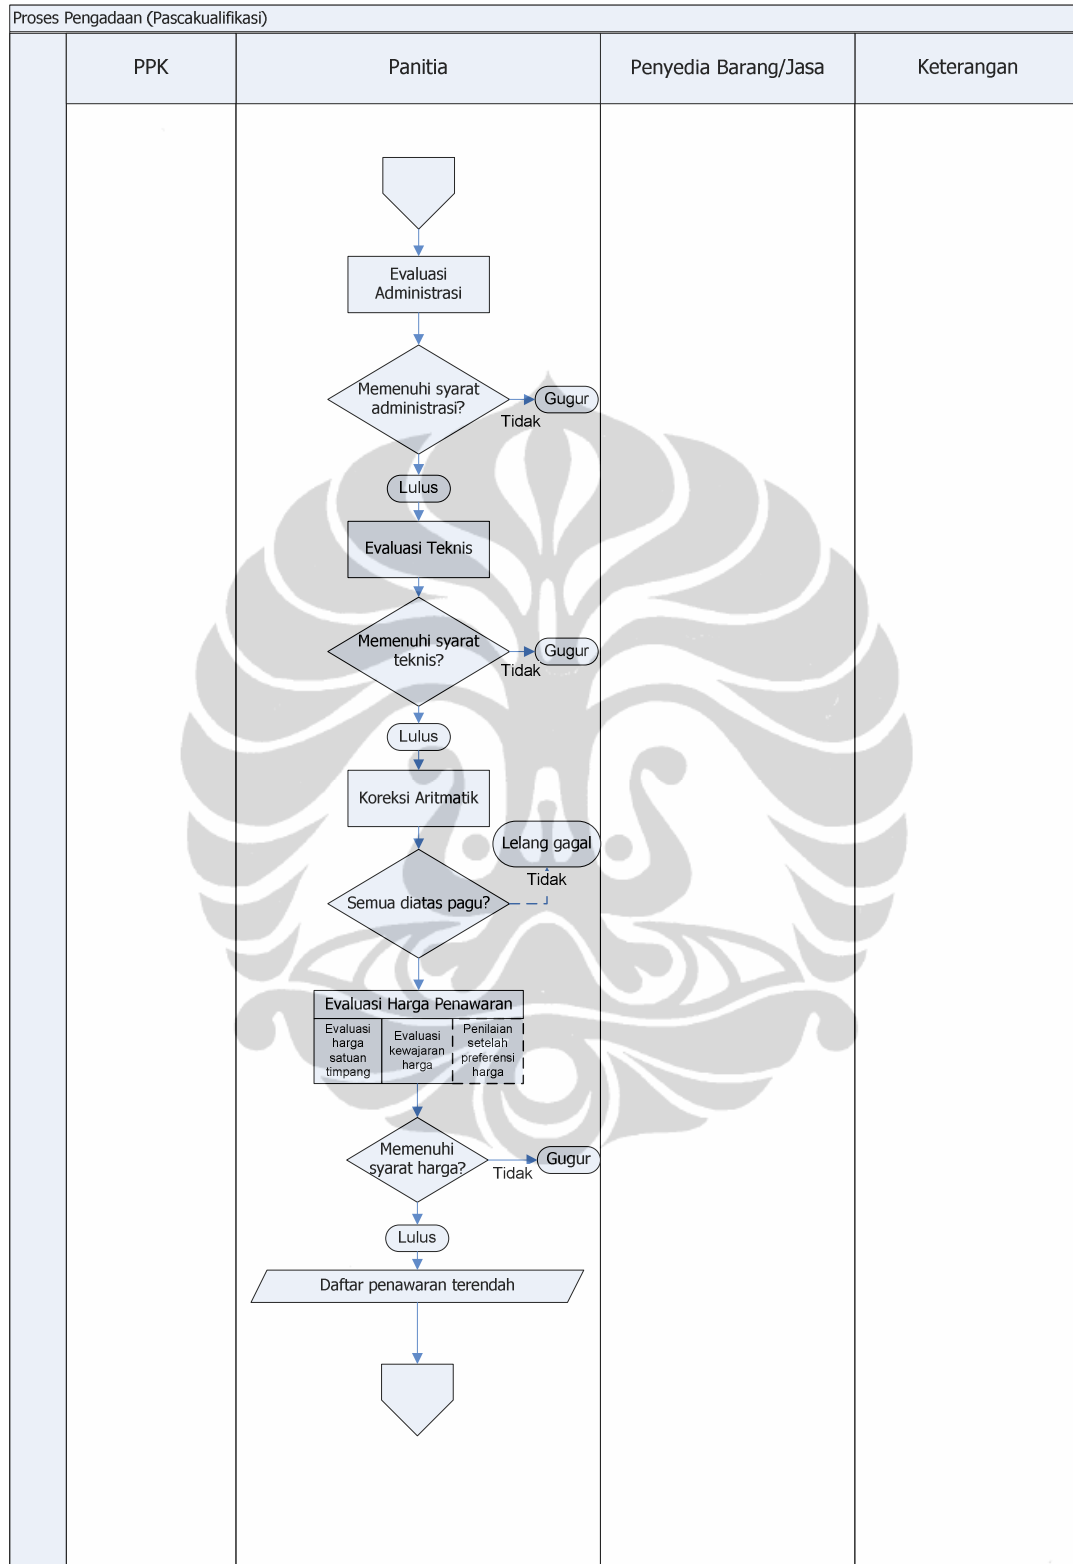 Proses Pengadaan (Pascakualifikasi)
PPK
Panitia
Penyedia Barang/Jasa
Keterangan
Evaluasi
Administrasi
Memenuhi syarat
administrasi?
Gugur
Tidak
Lulus
Evaluasi Teknis
Memenuhi syarat
teknis?
Gugur
Tidak
Lulus
Koreksi Aritmatik
Lelang gagal
Tidak
Semua diatas pagu?
Evaluasi Harga Penawaran
Evaluasi
harga
satuan
timpang
Evaluasi
kewajaran
harga
Penilaian
setelah
preferensi
harga
Memenuhi
syarat harga?
Gugur
Tidak
Lulus
Daftar penawaran terendah